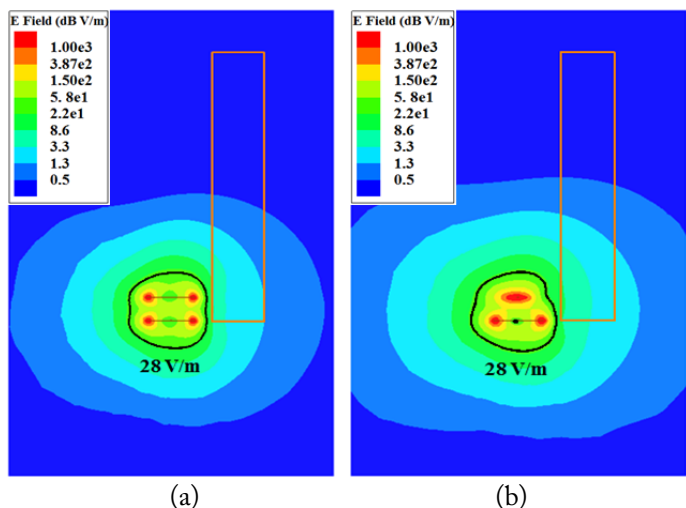 E Field (dB V/m)
1.00e3
3.87e2
1.50e2
5. 8e1
2.2e1
8.6
3.3
1.3
0.5
28 V/m
(a)
E Field (dB V/m)
1.00e3
3.87e2
1.50e2
5. 8e1
2.2e1
8.6
3.3
1.3
0.5
28 V/m
(b)